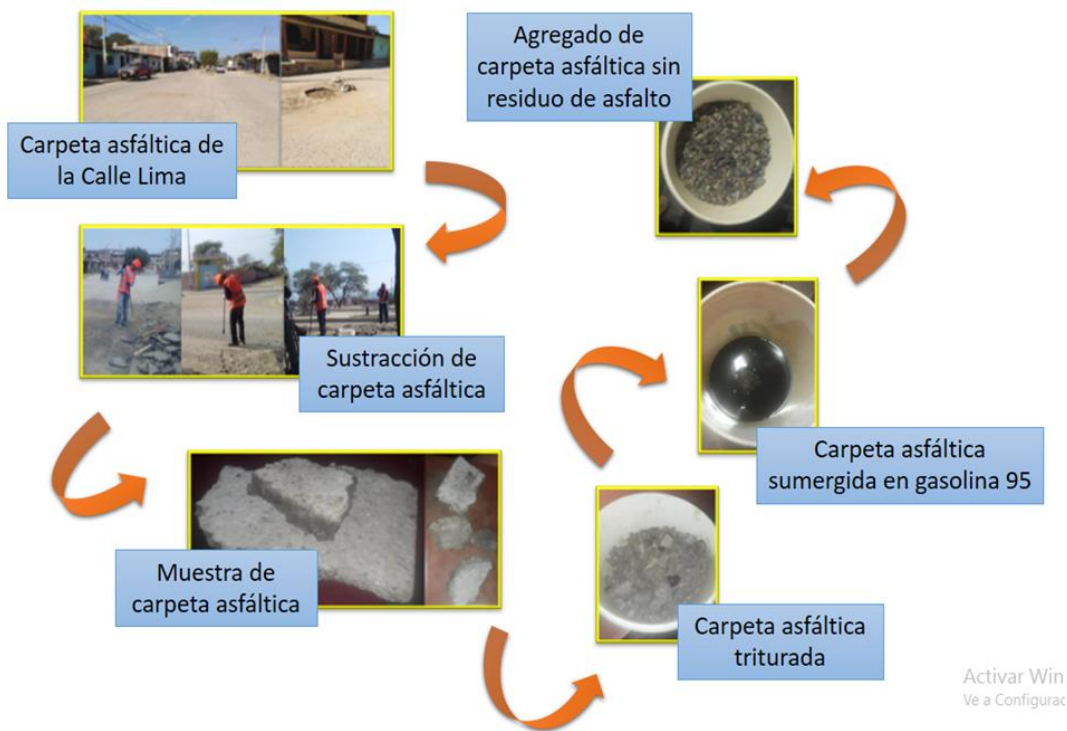 Carpeta asfáltica de
la Calle Lima
Sustracción de
carpeta asfáltica
Muestra de
carpeta asfáltica
Carpeta asfáltica
triturada
Carpeta asfáltica
sumergida en gasolina 95
Agregado de
carpeta asfáltica sin
residuo de asfalto
Activar Win
Ve a Configurac